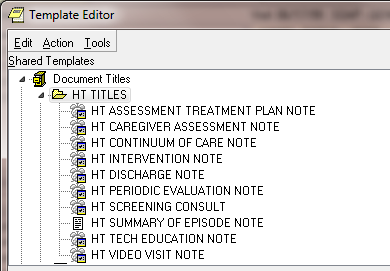 Template Editor
Edit Action Tools
Shared Templates
Document Titles
HT TITLES
HT ASSESSMENT TREATMENT PLAN NOTE
HT CAREGIVER ASSESSMENT NOTE
HT CONTINUUM OF CARE NOTE
HT INTERVENTION NOTE
HT DISCHARGE NOTE
HT PERIODIC EVALUATION NOTE
HT SCREENING CONSULT
HT SUMMARY OF EPISODE NOTE
HT TECH EDUCATION NOTE
HT VIDEO VISIT NOTE